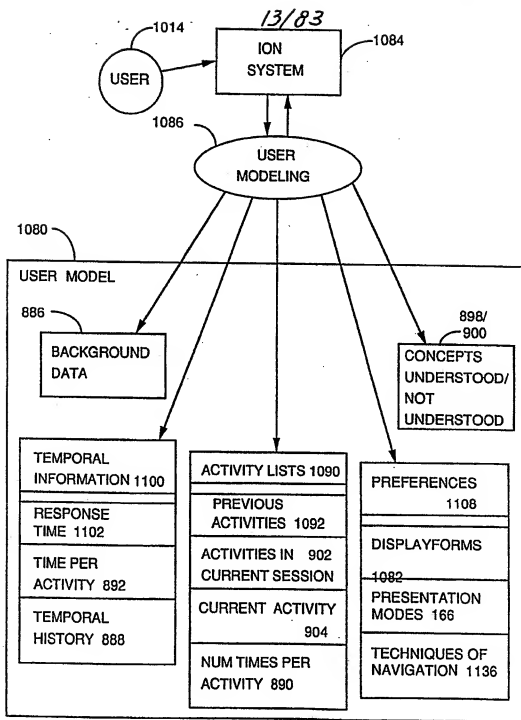 13/83
1014
USER
ION
SYSTEM
1084
1086
USER
MODELING
1080
USER MODEL
886
BACKGROUND
DATA
898/
900
CONCEPTS
UNDERSTOOD/
NOT
UNDERSTOOD
TEMPORAL
INFORMATION 1100
RESPONSE
TIME 1102
TIME PER
ACTIVITY 892
TEMPORAL
HISTORY 888
ACTIVITY LISTS 1090
PREVIOUS
ACTIVITIES 1092
ACTIVITIES IN 902
CURRENT SESSION
CURRENT ACTIVITY
904
NUM TIMES PER
ACTIVITY 890
PREFERENCES
1108
DISPLAYFORMS
1082
PRESENTATION
MODES 166
TECHNIQUES OF
NAVIGATION 1136